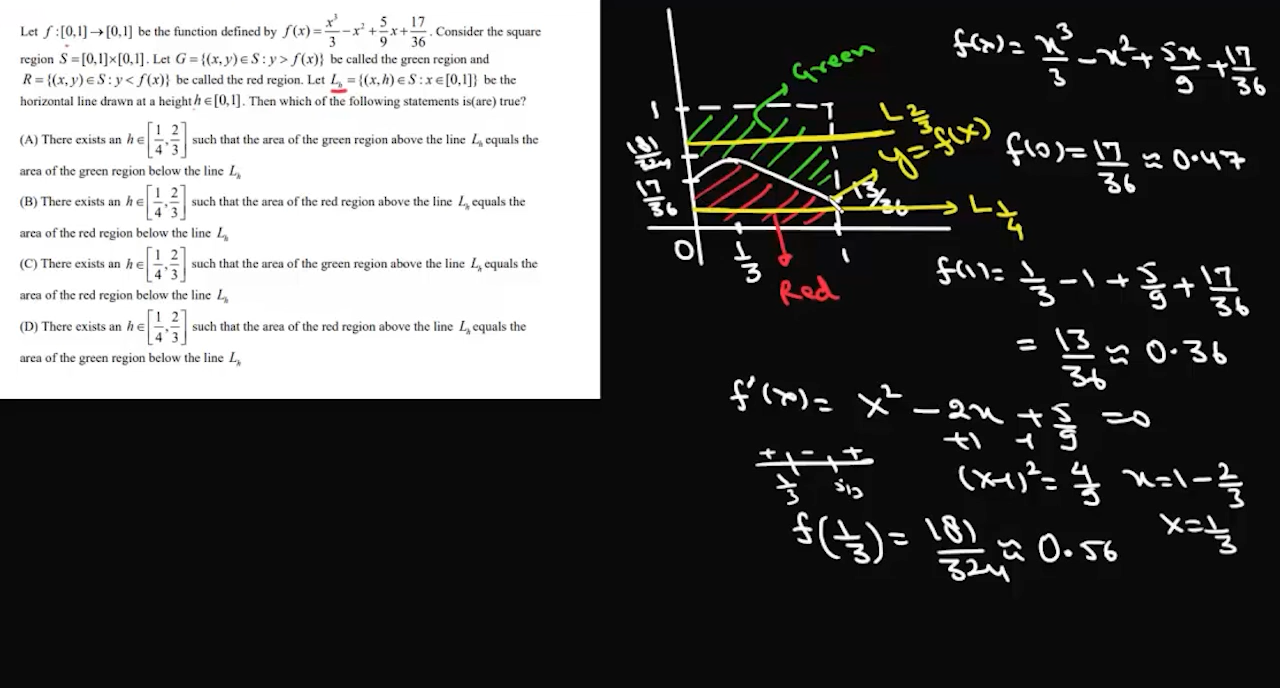 Let f :[0,1]→[0,1] be the function defined by f(x)=x³/3−x²+5/9x+17/36. Consider the square
region S=[0,1]×[0,1]. Let G={(x,y)∈S: y>f(x)} be called the green region and
R={(x,y)∈S: y<f(x)} be called the red region. Let Lₕ={(x,h)∈S: x∈[0,1]} be the
horizontal line drawn at a height h∈[0,1]. Then which of the following statements is(are) true?
(A) There exists an h∈[1/4,2/3] such that the area of the green region above the line Lₕ equals the
area of the green region below the line Lₕ
(B) There exists an h∈[1/4,2/3] such that the area of the red region above the line Lₕ equals the
area of the red region below the line Lₕ
(C) There exists an h∈[1/4,2/3] such that the area of the green region above the line Lₕ equals the
area of the red region below the line Lₕ
(D) There exists an h∈[1/4,2/3] such that the area of the red region above the line Lₕ equals the
area of the green region below the line Lₕ
Green
1
L 2/3
y=f(x)
181/324
17/36
13/36
L 1/4
0
1/3
1
Red
f(x)=x³/3−x²+5x/9+17/36
f(0)=17/36≈0.47
f(1)=1/3−1+5/9+17/36
=13/36≈0.36
f'(x)=x²−2x+5/9=0
+1 +1
+ − +
1/3 5/3
(x-1)²=4/9 x=1−2/3
x=1/3
f(1/3)=181/324≈0.56